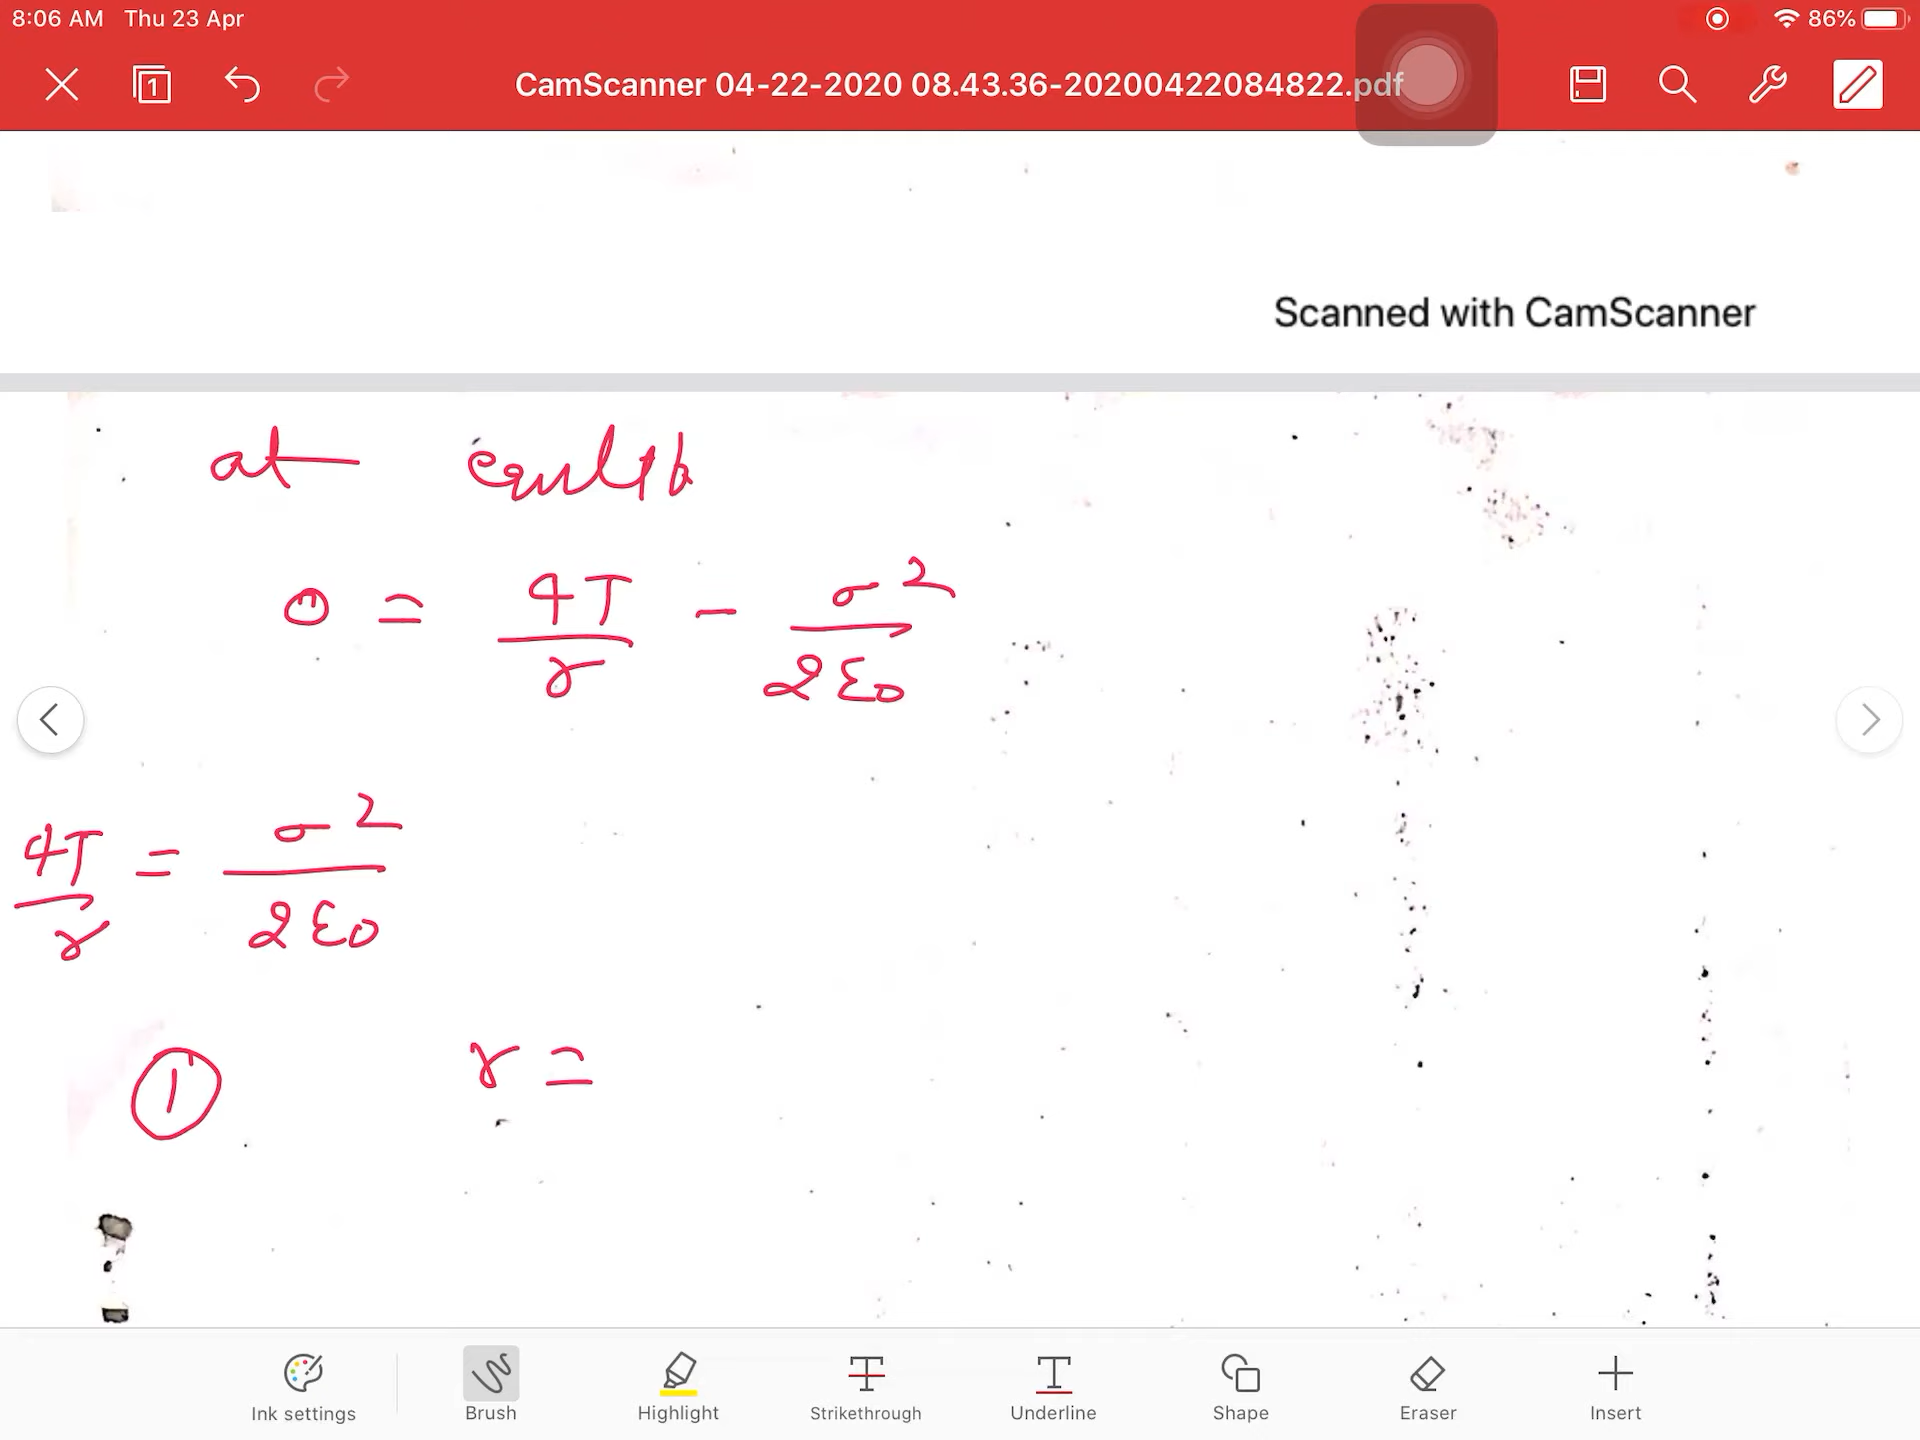 8:06 AM Thu 23 Apr
86%
1
CamScanner 04-22-2020 08.43.36-20200422084822.pdf
Scanned with CamScanner
at equlib
0 = 4T/r - σ²/2ε0
4T/r = σ²/2ε0
① r =
Ink settings Brush Highlight Strikethrough Underline Shape Eraser Insert